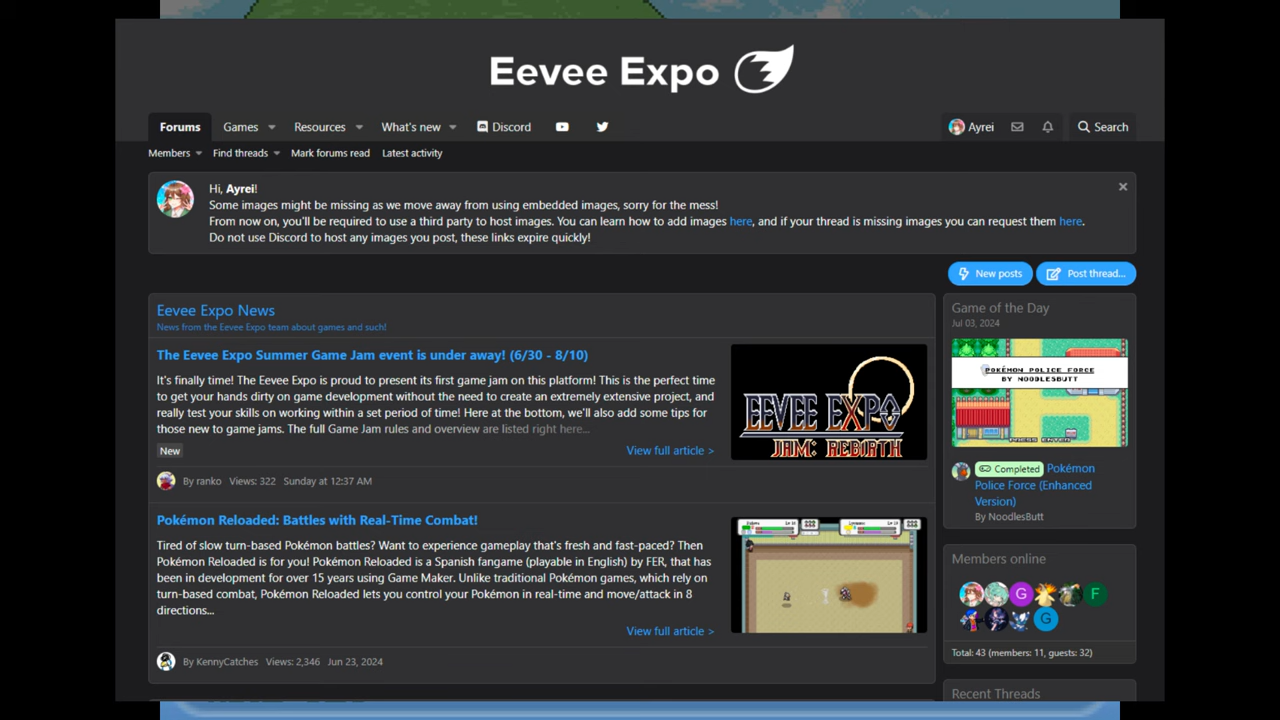 Eevee Expo
Forums
Games
Resources
What's new
Discord
Ayrei
Search
Members
Find threads
Mark forums read
Latest activity
Hi, Ayrei!
Some images might be missing as we move away from using embedded images, sorry for the mess!
From now on, you'll be required to use a third party to host images. You can learn how to add images here, and if your thread is missing images you can request them here.
Do not use Discord to host any images you post, these links expire quickly!
New posts
Post thread...
Eevee Expo News
News from the Eevee Expo team about games and such!
The Eevee Expo Summer Game Jam event is under away! (6/30 - 8/10)
It's finally time! The Eevee Expo is proud to present its first game jam on this platform! This is the perfect time
to get your hands dirty on game development without the need to create an extremely extensive project, and
really test your skills on working within a set period of time! Here at the bottom, we'll also add some tips for
those new to game jams. The full Game Jam rules and overview are listed right here...
New
View full article >
By ranko Views: 322 Sunday at 12:37 AM
EEVEE EXPO
JAM: REBIRTH
Pokémon Reloaded: Battles with Real-Time Combat!
Tired of slow turn-based Pokémon battles? Want to experience gameplay that's fresh and fast-paced? Then
Pokémon Reloaded is for you! Pokémon Reloaded is a Spanish fangame (playable in English) by FER, that has
been in development for over 15 years using Game Maker. Unlike traditional Pokémon games, which rely on
turn-based combat, Pokémon Reloaded lets you control your Pokémon in real-time and move/attack in 8
directions...
View full article >
By KennyCatches Views: 2,346 Jun 23, 2024
Game of the Day
Jul 03, 2024
POKÉMON POLICE FORCE
BY NOODLESBUTT
PRESS ENTER
Completed Pokémon
Police Force (Enhanced
Version)
By NoodlesButt
Members online
G
F
G
Total: 43 (members: 11, guests: 32)
Recent Threads